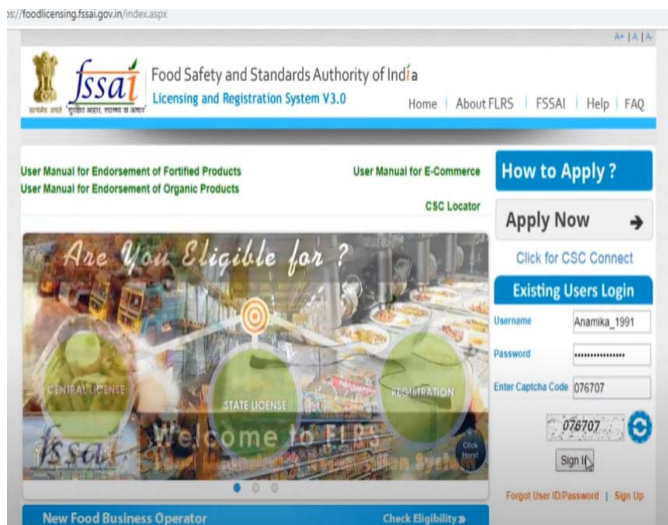 ps://foodlicensing.fssai.gov.in/index.aspx
A+ | A | A-
fssai
Food Safety and Standards Authority of India
Licensing and Registration System V3.0
Home | About FLRS | FSSAI | Help | FAQ
User Manual for Endorsement of Fortified Products
User Manual for Endorsement of Organic Products
User Manual for E-Commerce
CSC Locator
Are You Eligible for ?
CENTRAL LICENSE
STATE LICENSE
REGISTRATION
fssai
Welcome to FLRS
Click Here!
New Food Business Operator
Check Eligibility »
How to Apply ?
Apply Now →
Click for CSC Connect
Existing Users Login
Username Anamika_1991
Password ••••••••••••••••
Enter Captcha Code 076707
076707
Sign In
Forgot User ID/Password | Sign Up